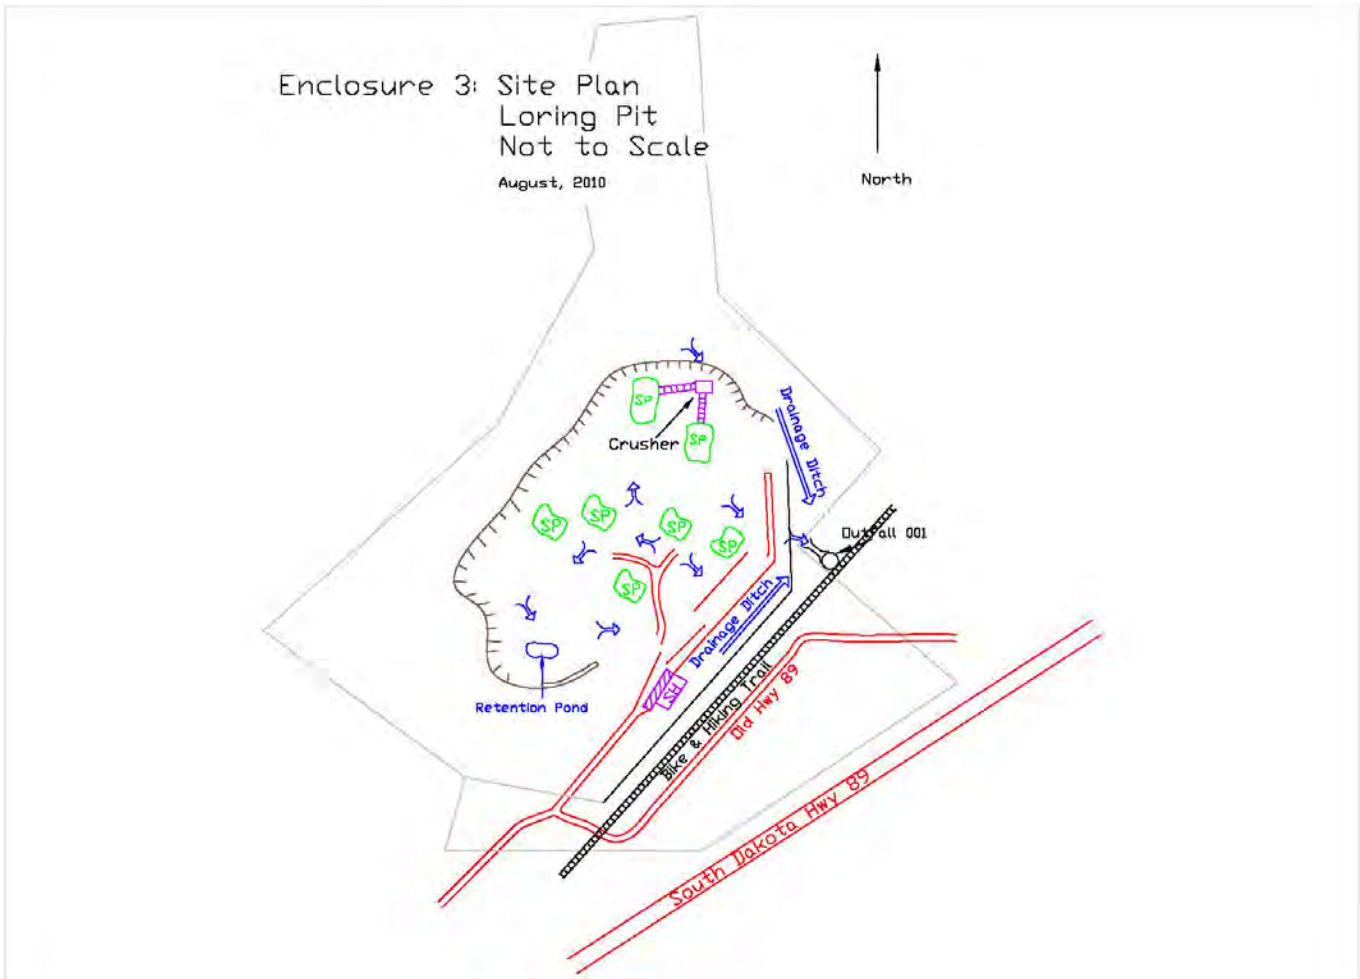 Enclosure 3: Site Plan
Loring Pit
Not to Scale
August, 2010
North
SP
Crusher
SP
Drainage Ditch
SP
SP
SP
SP
SP
Outfall 001
Drainage Ditch
SH
Retention Pond
Bike & Hiking Trail
Old Hwy 89
South Dakota Hwy 89